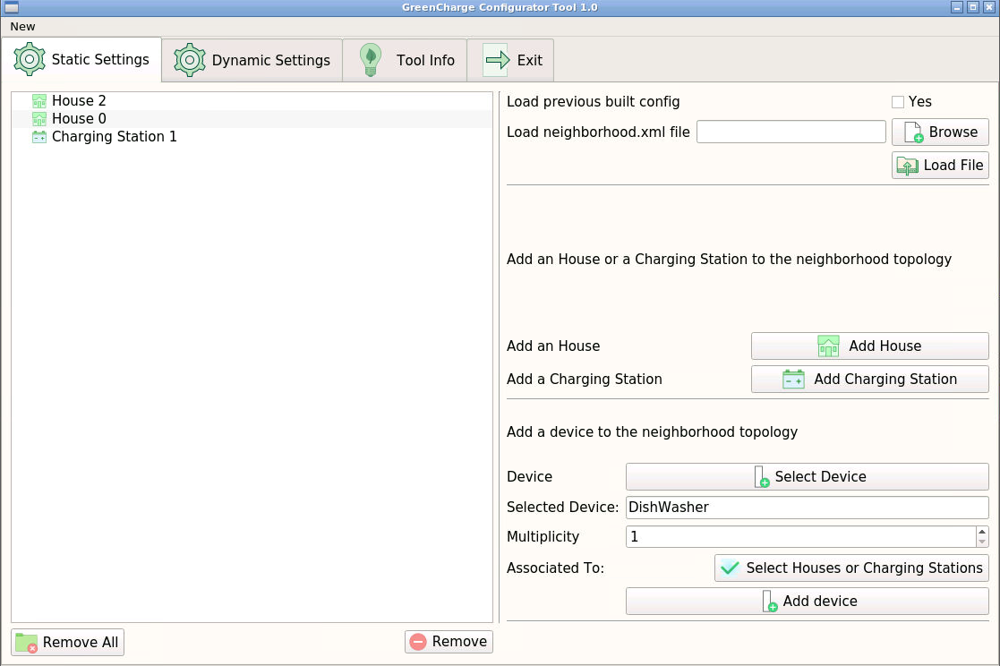 GreenCharge Configurator Tool 1.0
New
Static Settings
Dynamic Settings
Tool Info
Exit
House 2
House 0
Charging Station 1
Remove All
Remove
Load previous built config
Yes
Load neighborhood.xml file
Browse
Load File
Add an House or a Charging Station to the neighborhood topology
Add an House
Add House
Add a Charging Station
Add Charging Station
Add a device to the neighborhood topology
Device
Select Device
Selected Device:
DishWasher
Multiplicity
1
Associated To:
Select Houses or Charging Stations
Add device